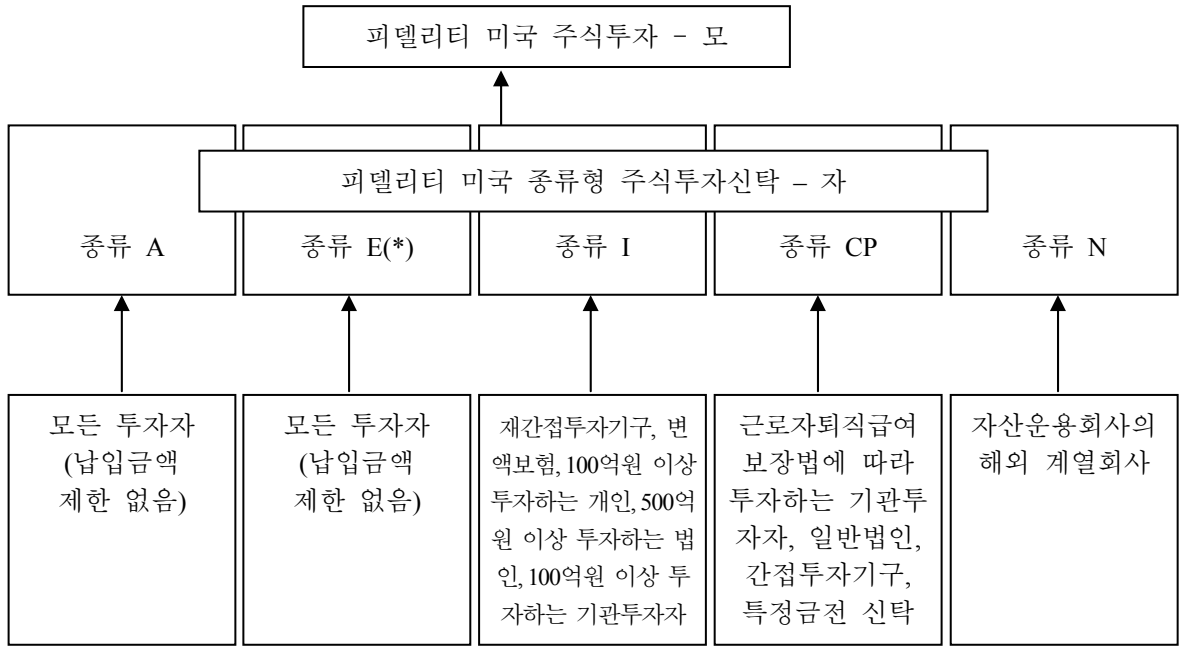 피델리티 미국 주식투자 - 모
피델리티 미국 종류형 주식투자신탁 – 자
종류 A
종류 E(*)
종류 I
종류 CP
종류 N
모든 투자자
(납입금액
제한 없음)
모든 투자자
(납입금액
제한 없음)
재간접투자기구, 변
액보험, 100억원 이상
투자하는 개인, 500억
원 이상 투자하는 법
인, 100억원 이상 투
자하는 기관투자자
근로자퇴직급여
보장법에 따라
투자하는 기관투
자자, 일반법인,
간접투자기구,
특정금전 신탁
자산운용회사의
해외 계열회사